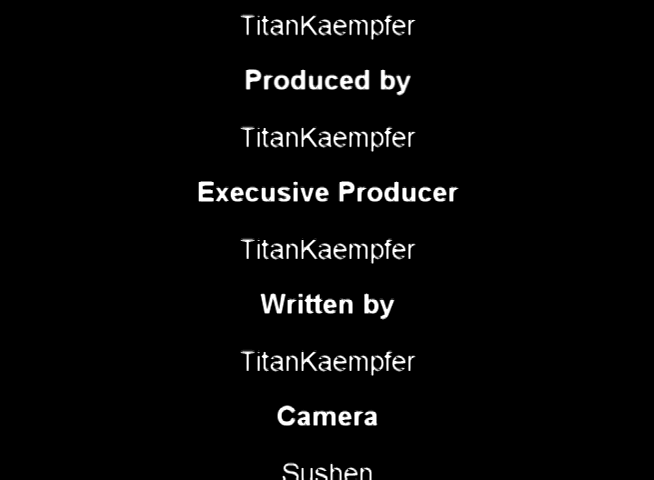 TitanKaempfer
Produced by
TitanKaempfer
Execusive Producer
TitanKaempfer
Written by
TitanKaempfer
Camera
Sushen